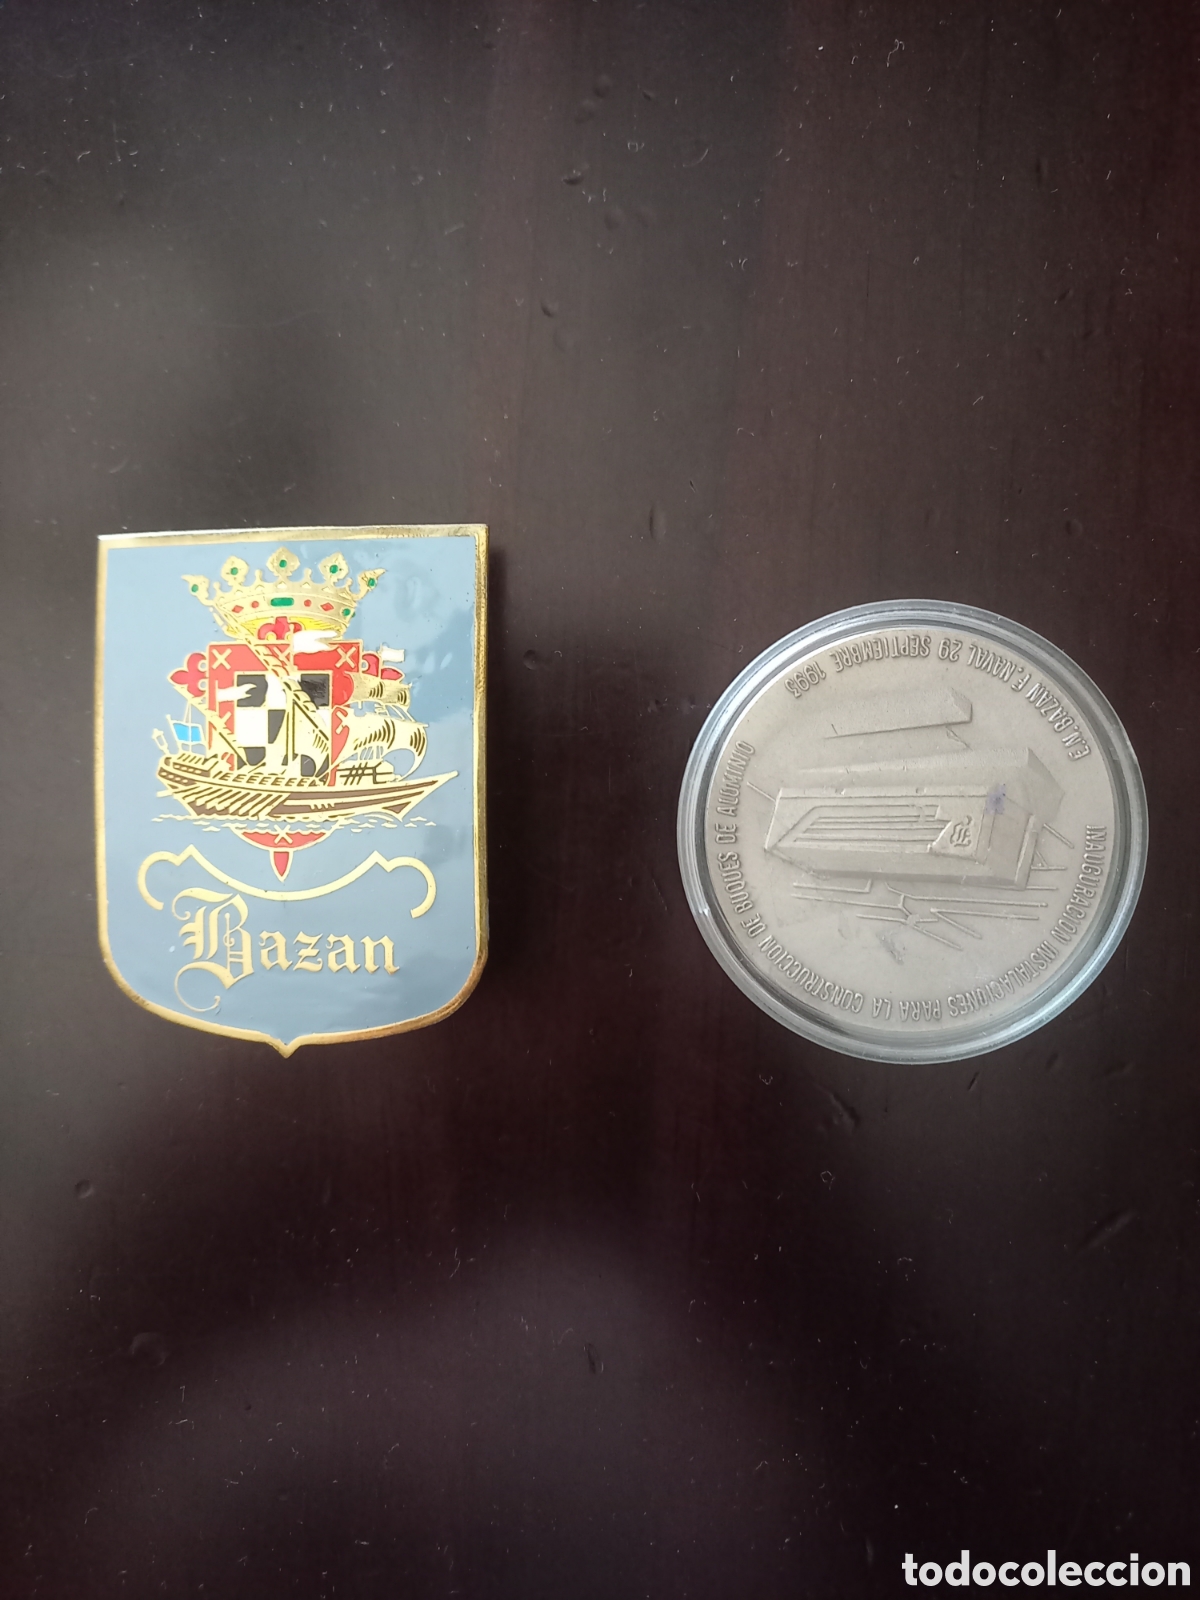 Bazan
E.N.BAZAN F.NAVAL 29 SEPTIEMBRE 1995
INAUGURACION INSTALACIONES PARA LA CONSTRUCCION DE BUQUES DE ALUMINIO
B
todocoleccion